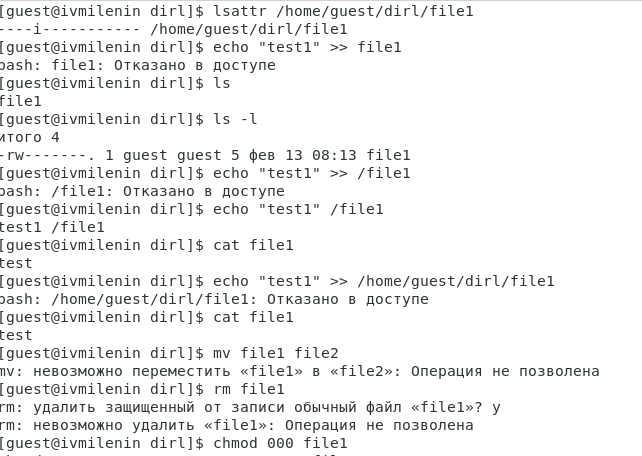 [guest@ivmilenin dirl]$ lsattr /home/guest/dirl/file1
----i----------- /home/guest/dirl/file1
[guest@ivmilenin dirl]$ echo "test1" >> file1
bash: file1: Отказано в доступе
[guest@ivmilenin dirl]$ ls
file1
[guest@ivmilenin dirl]$ ls -l
итого 4
-rw-------. 1 guest guest 5 фев 13 08:13 file1
[guest@ivmilenin dirl]$ echo "test1" >> /file1
bash: /file1: Отказано в доступе
[guest@ivmilenin dirl]$ echo "test1" /file1
test1 /file1
[guest@ivmilenin dirl]$ cat file1
test
[guest@ivmilenin dirl]$ echo "test1" >> /home/guest/dirl/file1
bash: /home/guest/dirl/file1: Отказано в доступе
[guest@ivmilenin dirl]$ cat file1
test
[guest@ivmilenin dirl]$ mv file1 file2
mv: невозможно переместить «file1» в «file2»: Операция не позволена
[guest@ivmilenin dirl]$ rm file1
rm: удалить защищенный от записи обычный файл «file1»? y
rm: невозможно удалить «file1»: Операция не позволена
[guest@ivmilenin dirl]$ chmod 000 file1